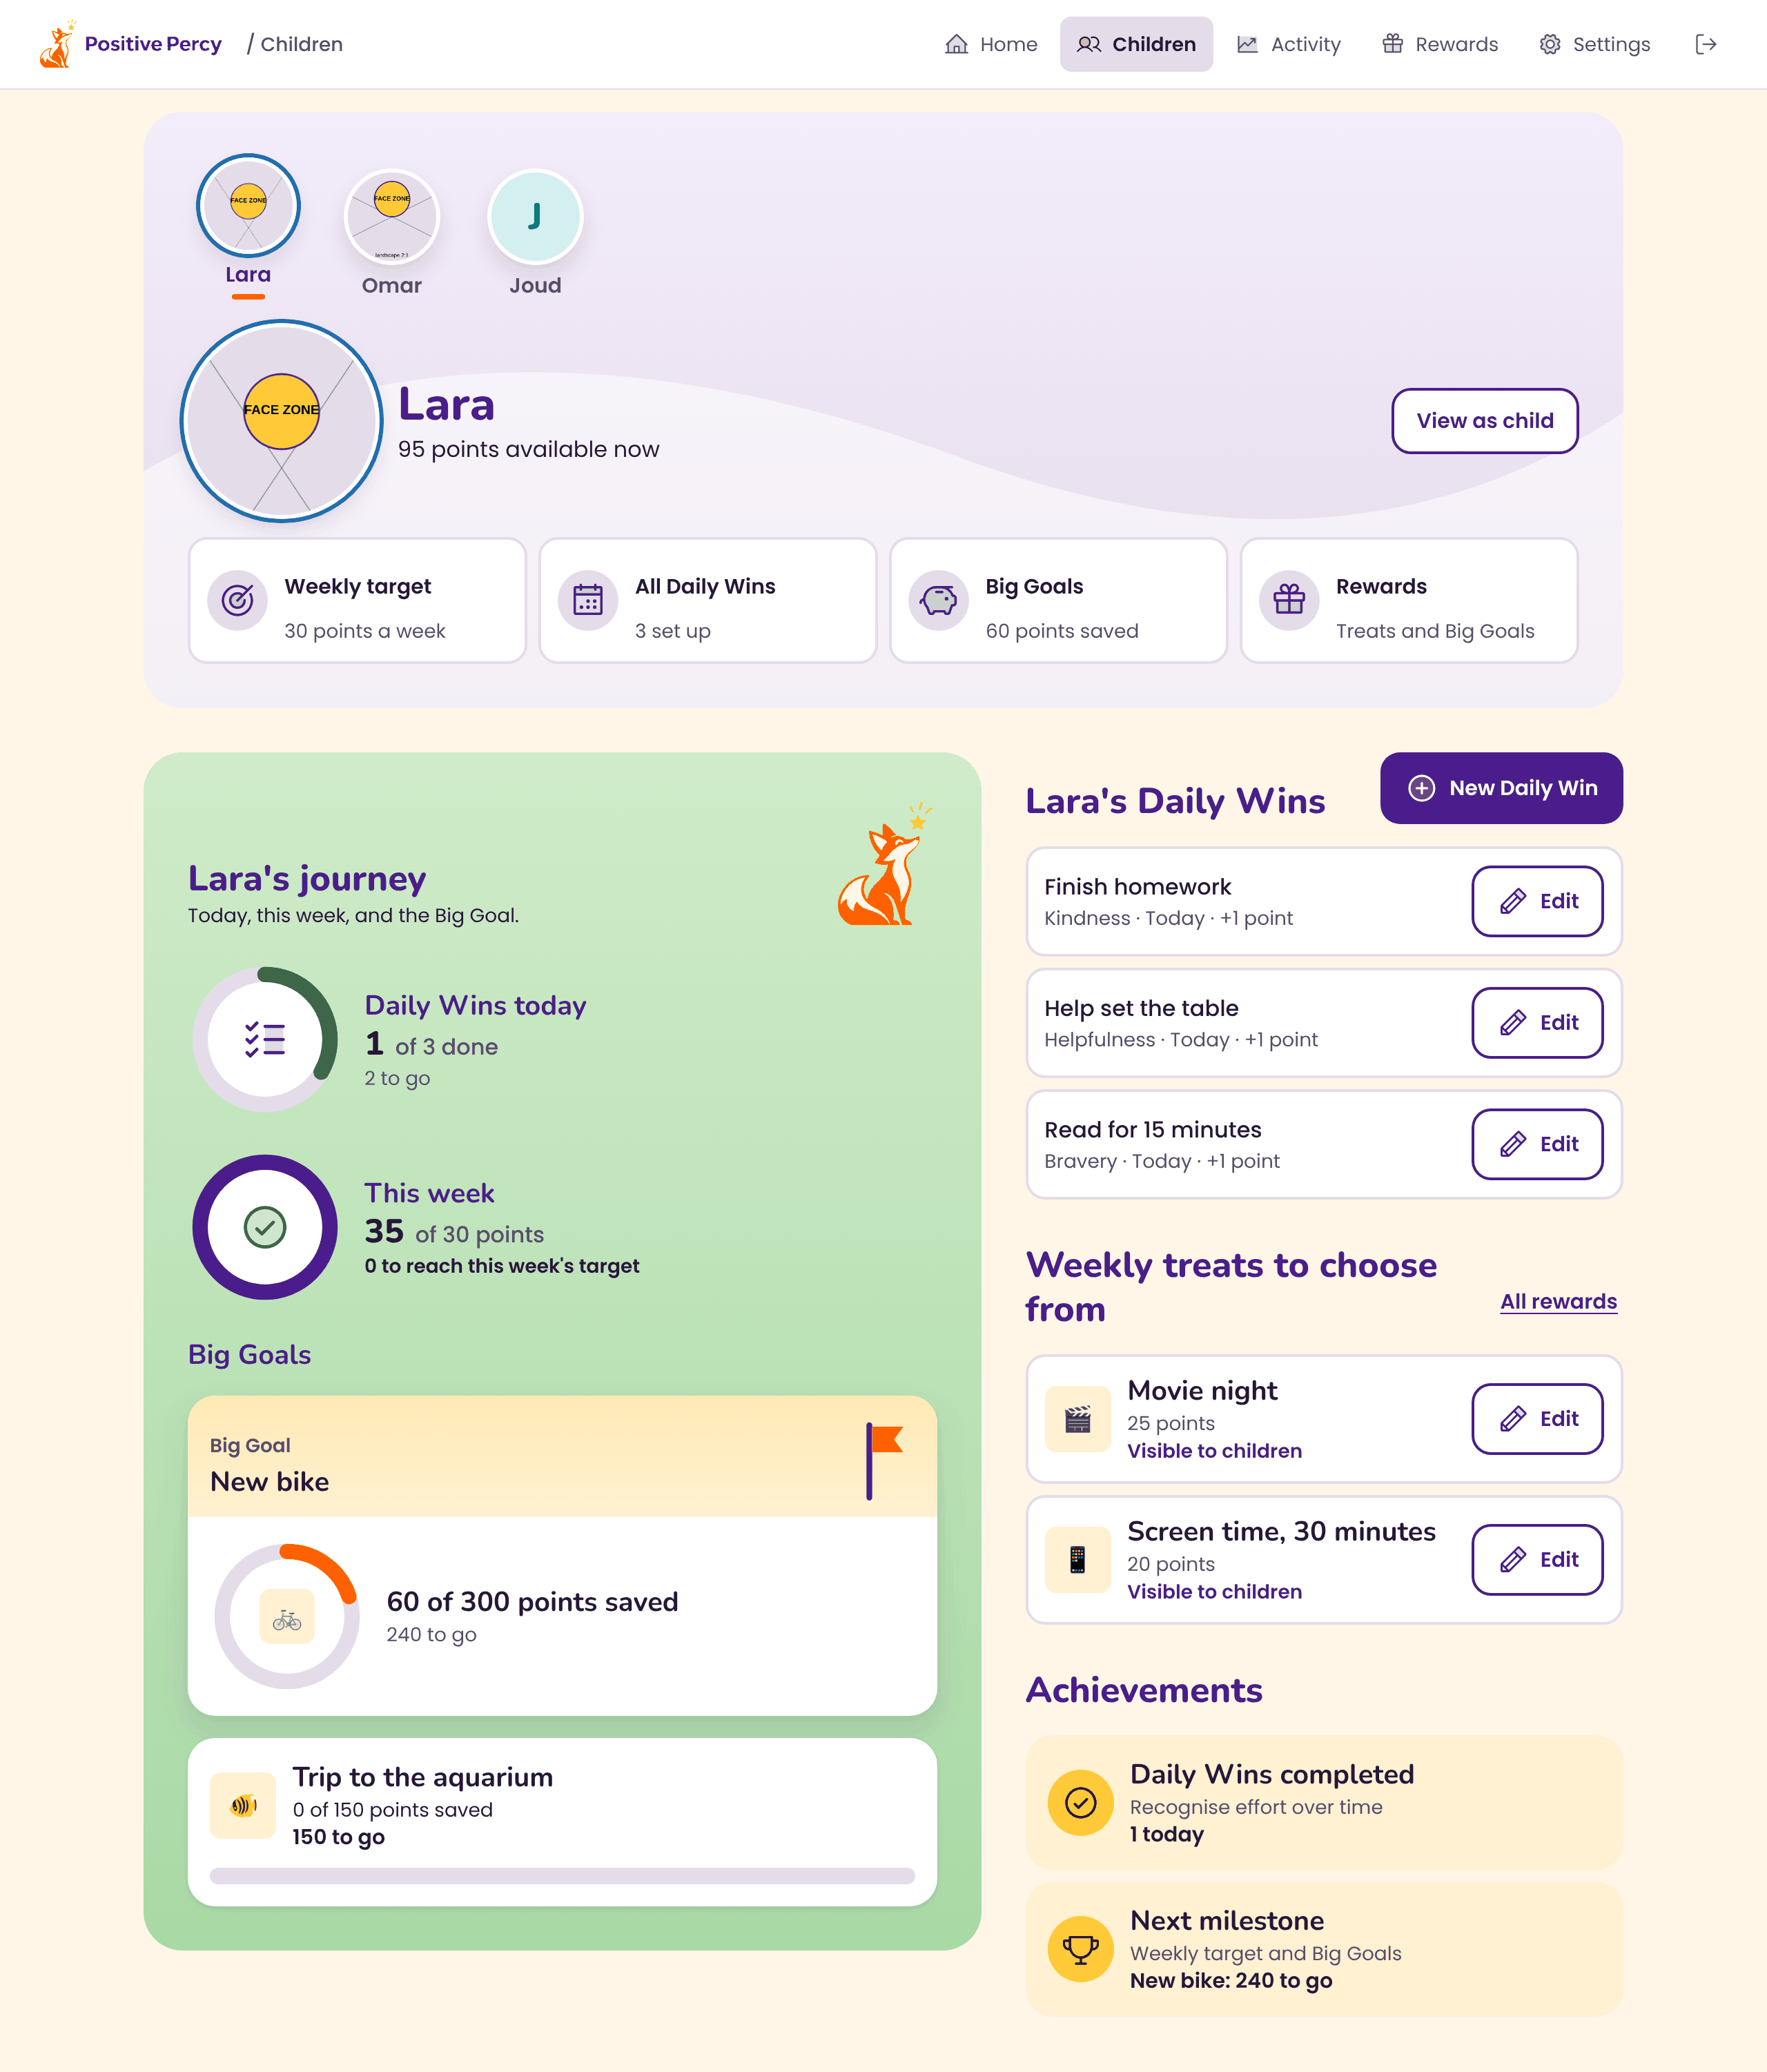 Positive Percy / Children
Home
Children
Activity
Rewards
Settings
FACE ZONE
Lara
FACE ZONE
landscape 2:1
Omar
J
Joud
FACE ZONE
Lara
95 points available now
View as child
Weekly target
30 points a week
All Daily Wins
3 set up
Big Goals
60 points saved
Rewards
Treats and Big Goals
Lara's journey
Today, this week, and the Big Goal.
Daily Wins today
1 of 3 done
2 to go
This week
35 of 30 points
0 to reach this week's target
Big Goals
Big Goal
New bike
60 of 300 points saved
240 to go
Trip to the aquarium
0 of 150 points saved
150 to go
Lara's Daily Wins
New Daily Win
Finish homework
Kindness · Today · +1 point
Edit
Help set the table
Helpfulness · Today · +1 point
Edit
Read for 15 minutes
Bravery · Today · +1 point
Edit
Weekly treats to choose
from
All rewards
Movie night
25 points
Visible to children
Edit
Screen time, 30 minutes
20 points
Visible to children
Edit
Achievements
Daily Wins completed
Recognise effort over time
1 today
Next milestone
Weekly target and Big Goals
New bike: 240 to go